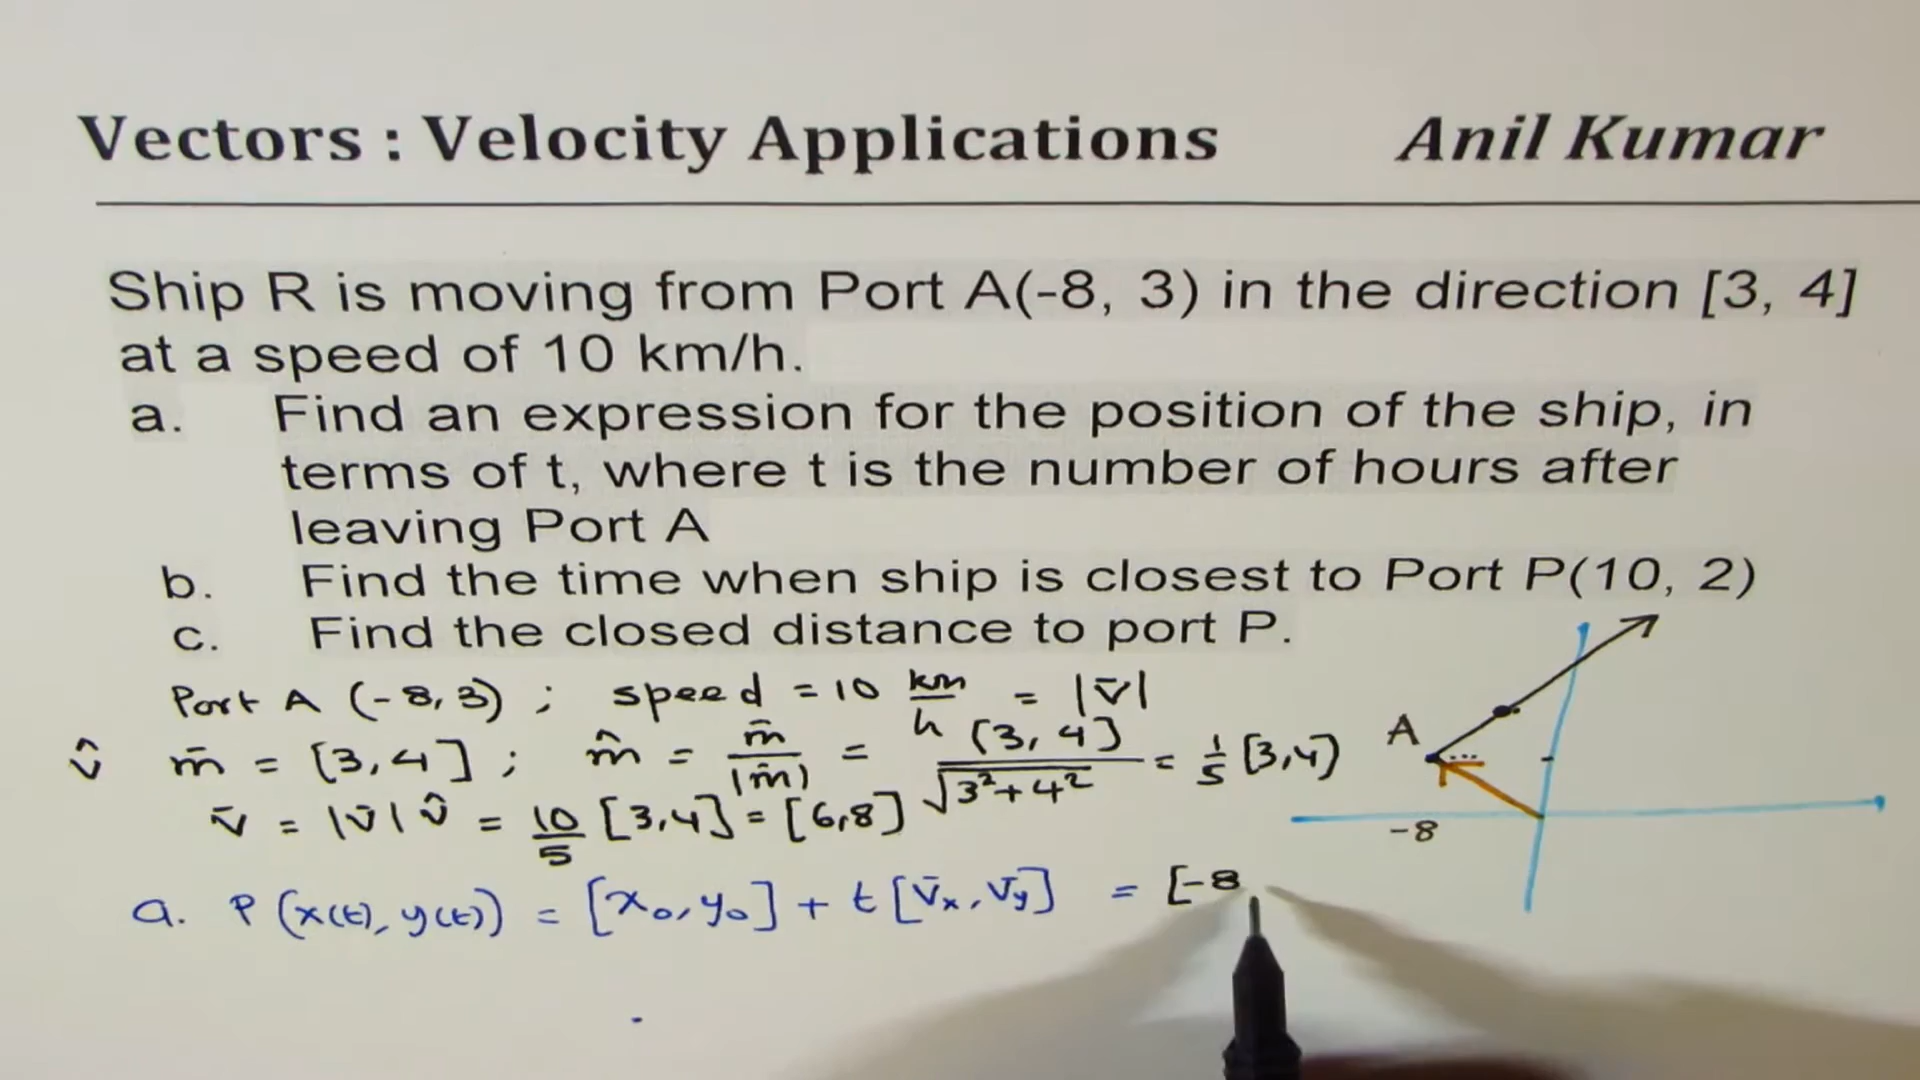 Vectors : Velocity Applications Anil Kumar
Ship R is moving from Port A(-8, 3) in the direction [3, 4]
at a speed of 10 km/h.
a. Find an expression for the position of the ship, in
terms of t, where t is the number of hours after
leaving Port A
b. Find the time when ship is closest to Port P(10, 2)
c. Find the closed distance to port P.
Port A (-8,3) ; speed = 10 km/h = |v̄|
v̂ m̄ = [3,4] ; m̂ = m̄/|m̄| = [3,4]/√3²+4² = 1/5 [3,4]
v̄ = |v̄| v̂ = 10/5 [3,4] = [6,8]
a. P (x(t), y(t)) = [x₀, y₀] + t [v̄x, v̄y] = [-8
A
-8